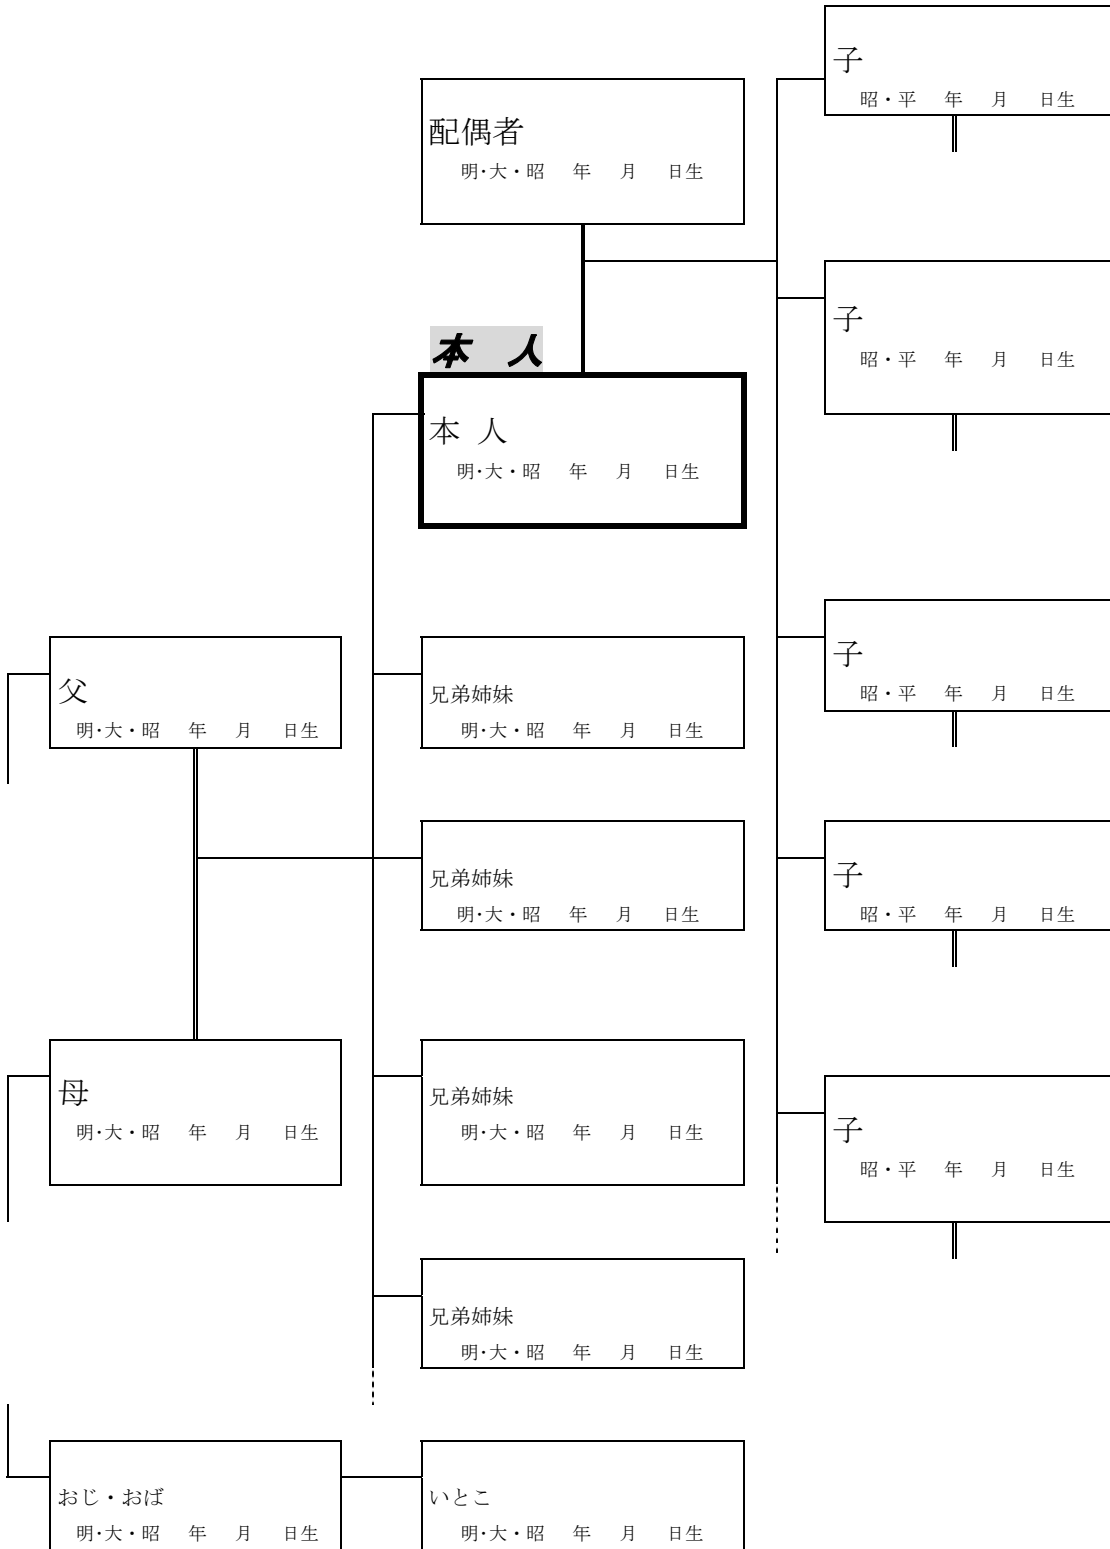 子
昭・平 年 月 日生
配偶者
明・大・昭 年 月 日生
子
昭・平 年 月 日生
本 人
本 人
明・大・昭 年 月 日生
子
昭・平 年 月 日生
父
明・大・昭 年 月 日生
兄弟姉妹
明・大・昭 年 月 日生
兄弟姉妹
明・大・昭 年 月 日生
子
昭・平 年 月 日生
母
明・大・昭 年 月 日生
兄弟姉妹
明・大・昭 年 月 日生
子
昭・平 年 月 日生
兄弟姉妹
明・大・昭 年 月 日生
おじ・おば
明・大・昭 年 月 日生
いとこ
明・大・昭 年 月 日生